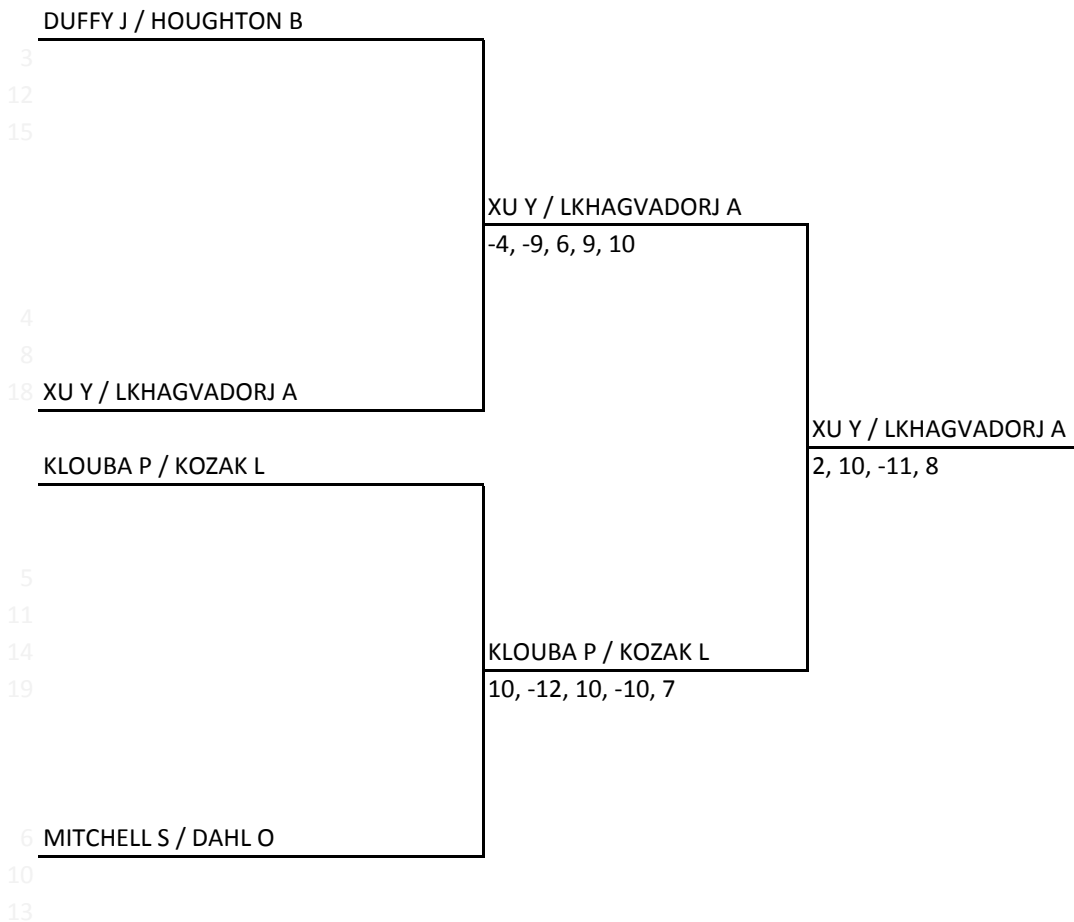 DUFFY J / HOUGHTON B
3
12
15
XU Y / LKHAGVADORJ A
-4, -9, 6, 9, 10
4
8
18 XU Y / LKHAGVADORJ A
XU Y / LKHAGVADORJ A
KLOUBA P / KOZAK L
2, 10, -11, 8
5
11
14 KLOUBA P / KOZAK L
19 10, -12, 10, -10, 7
6 MITCHELL S / DAHL O
10
13